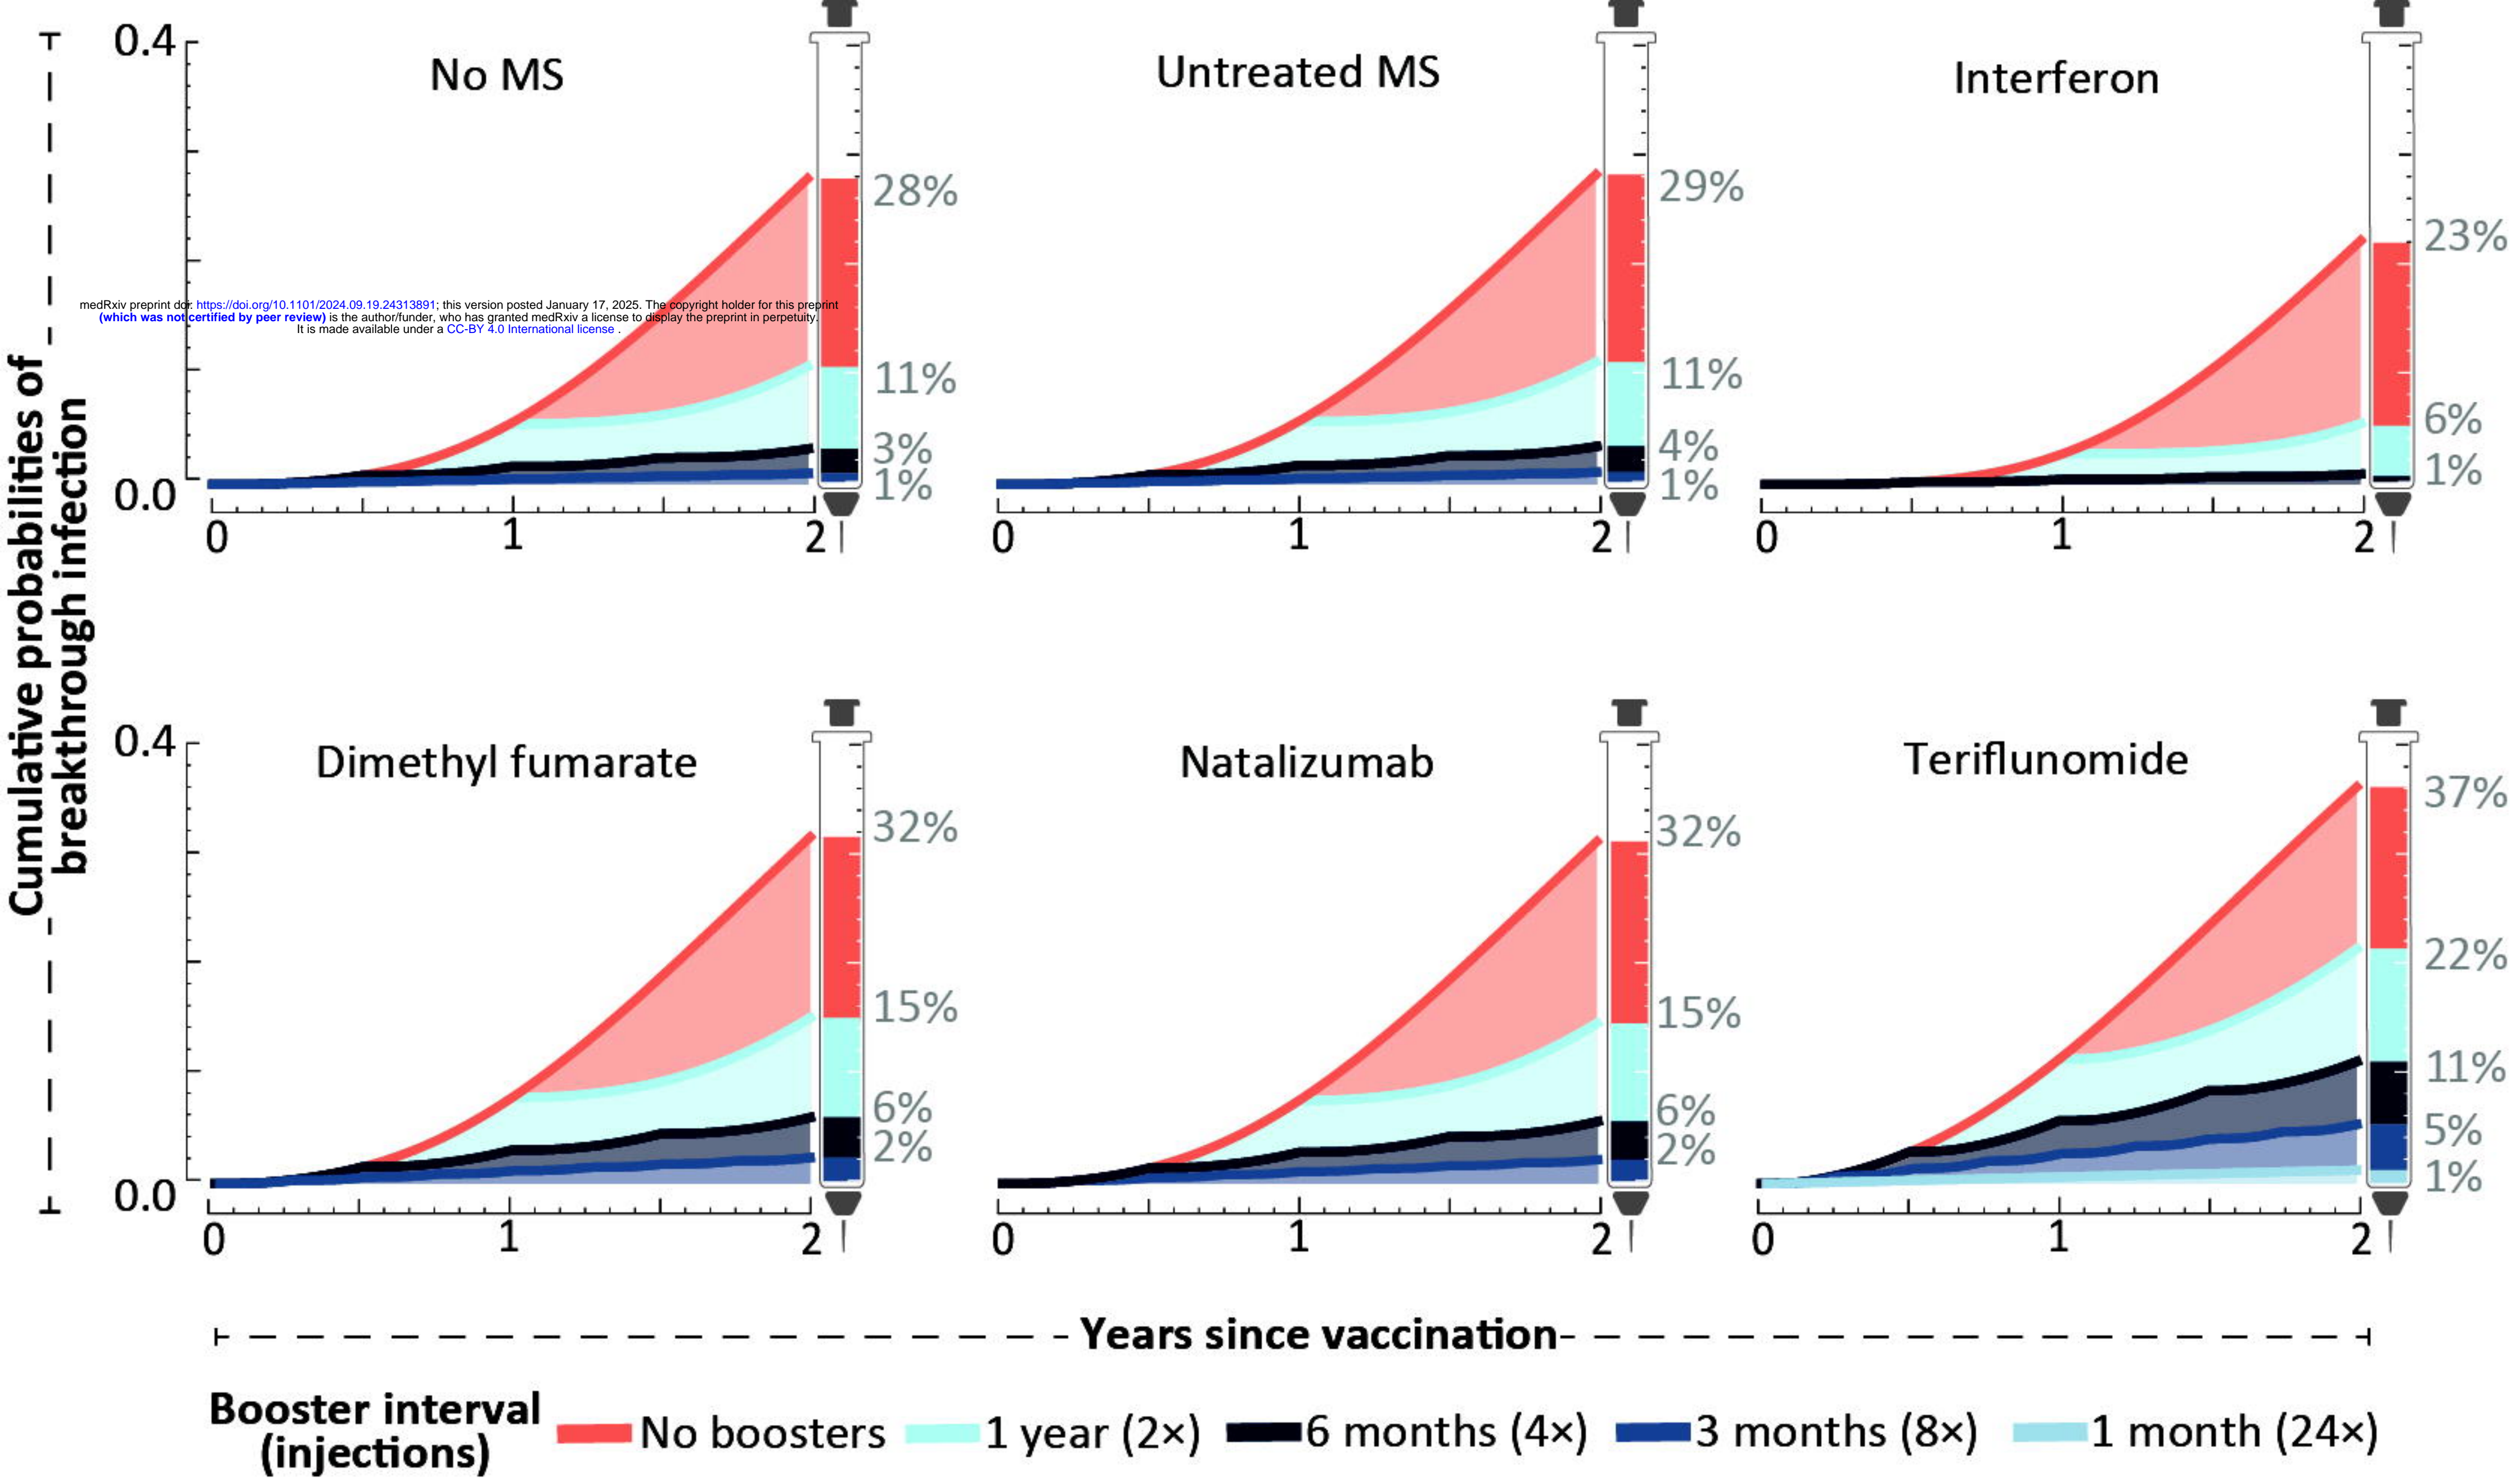 Cumulative probabilities of
breakthrough infection
0.4
No MS
28%
11%
3%
1%
0.0
0
1
2
Untreated MS
29%
11%
4%
1%
0
1
2
Interferon
23%
6%
1%
0
1
2
medRxiv preprint doi: https://doi.org/10.1101/2024.09.19.24313891; this version posted January 17, 2025. The copyright holder for this preprint
(which was not certified by peer review) is the author/funder, who has granted medRxiv a license to display the preprint in perpetuity.
It is made available under a CC-BY 4.0 International license .
0.4
Dimethyl fumarate
32%
15%
6%
2%
0.0
0
1
2
Natalizumab
32%
15%
6%
2%
0
1
2
Teriflunomide
37%
22%
11%
5%
1%
0
1
2
Years since vaccination
Booster interval
(injections)
No boosters
1 year (2×)
6 months (4×)
3 months (8×)
1 month (24×)